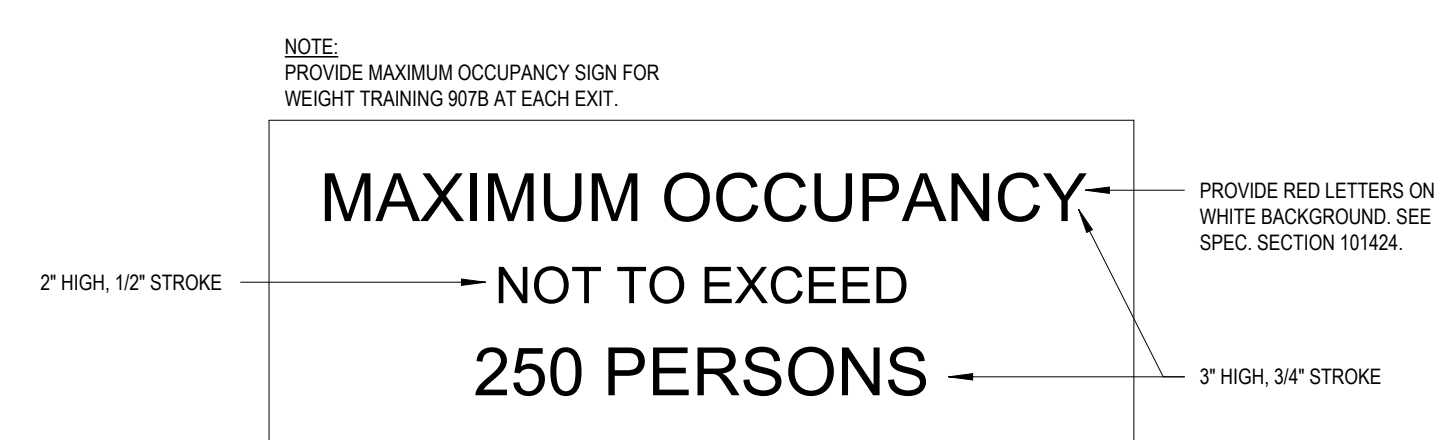 NOTE:
PROVIDE MAXIMUM OCCUPANCY SIGN FOR
WEIGHT TRAINING 907B AT EACH EXIT.
MAXIMUM OCCUPANCY
PROVIDE RED LETTERS ON
WHITE BACKGROUND. SEE
SPEC. SECTION 101424.
2" HIGH, 1/2" STROKE
NOT TO EXCEED
250 PERSONS
3" HIGH, 3/4" STROKE